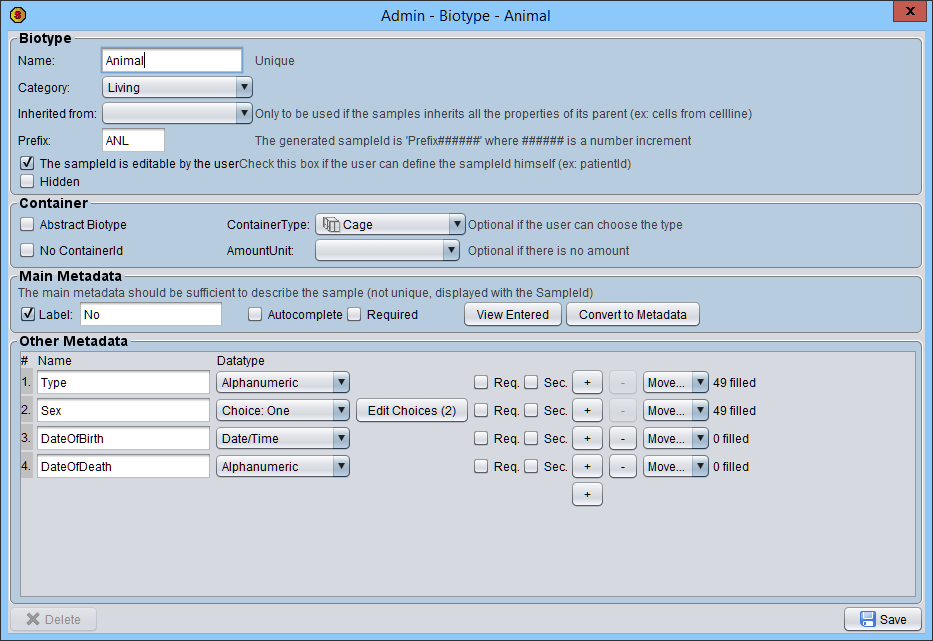 Admin - Biotype - Animal
x
Biotype
Name: Animal Unique
Category: Living
Inherited from: Only to be used if the samples inherits all the properties of its parent (ex: cells from cellline)
Prefix: ANL The generated sampleId is 'Prefix######' where ###### is a number increment
The sampleId is editable by the userCheck this box if the user can define the sampleId himself (ex: patientId)
Hidden
Container
Abstract Biotype ContainerType: Cage Optional if the user can choose the type
No ContainerId AmountUnit: Optional if there is no amount
Main Metadata
The main metadata should be sufficient to describe the sample (not unique, displayed with the SampleId)
Label: No Autocomplete Required View Entered Convert to Metadata
Other Metadata
# Name Datatype
1. Type Alphanumeric Req. Sec. + - Move... 49 filled
2. Sex Choice: One Edit Choices (2) Req. Sec. + - Move... 49 filled
3. DateOfBirth Date/Time Req. Sec. + - Move... 0 filled
4. DateOfDeath Alphanumeric Req. Sec. + - Move... 0 filled
+
Delete Save